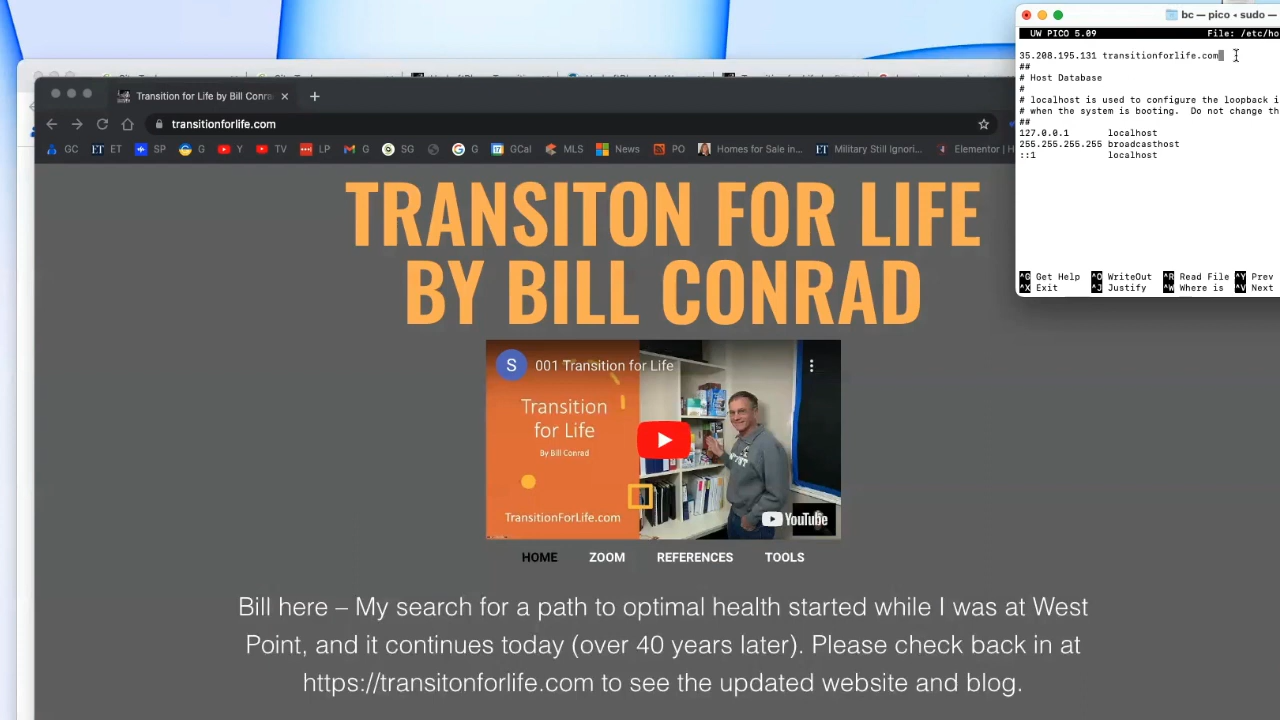 Transition for Life by Bill Conra
transitionforlife.com
GC
ET ET
SP
G
Y
TV
LP
G
SG
G
GCal
MLS
News
PO
Homes for Sale in...
ET Military Still Ignori...
Elementor | H
TRANSITON FOR LIFE
BY BILL CONRAD
S 001 Transition for Life
Transition
for Life
By Bill Conrad
TransitionForLife.com
YouTube
HOME ZOOM REFERENCES TOOLS
Bill here – My search for a path to optimal health started while I was at West
Point, and it continues today (over 40 years later). Please check back in at
https://transitonforlife.com to see the updated website and blog.
bc — pico ◂ sudo —
UW PICO 5.09 File: /etc/ho
35.208.195.131 transitionforlife.com
##
# Host Database
#
# localhost is used to configure the loopback i
# when the system is booting. Do not change th
##
127.0.0.1 localhost
255.255.255.255 broadcasthost
::1 localhost
^G Get Help ^O WriteOut ^R Read File ^Y Prev
^X Exit ^J Justify ^W Where is ^V Next